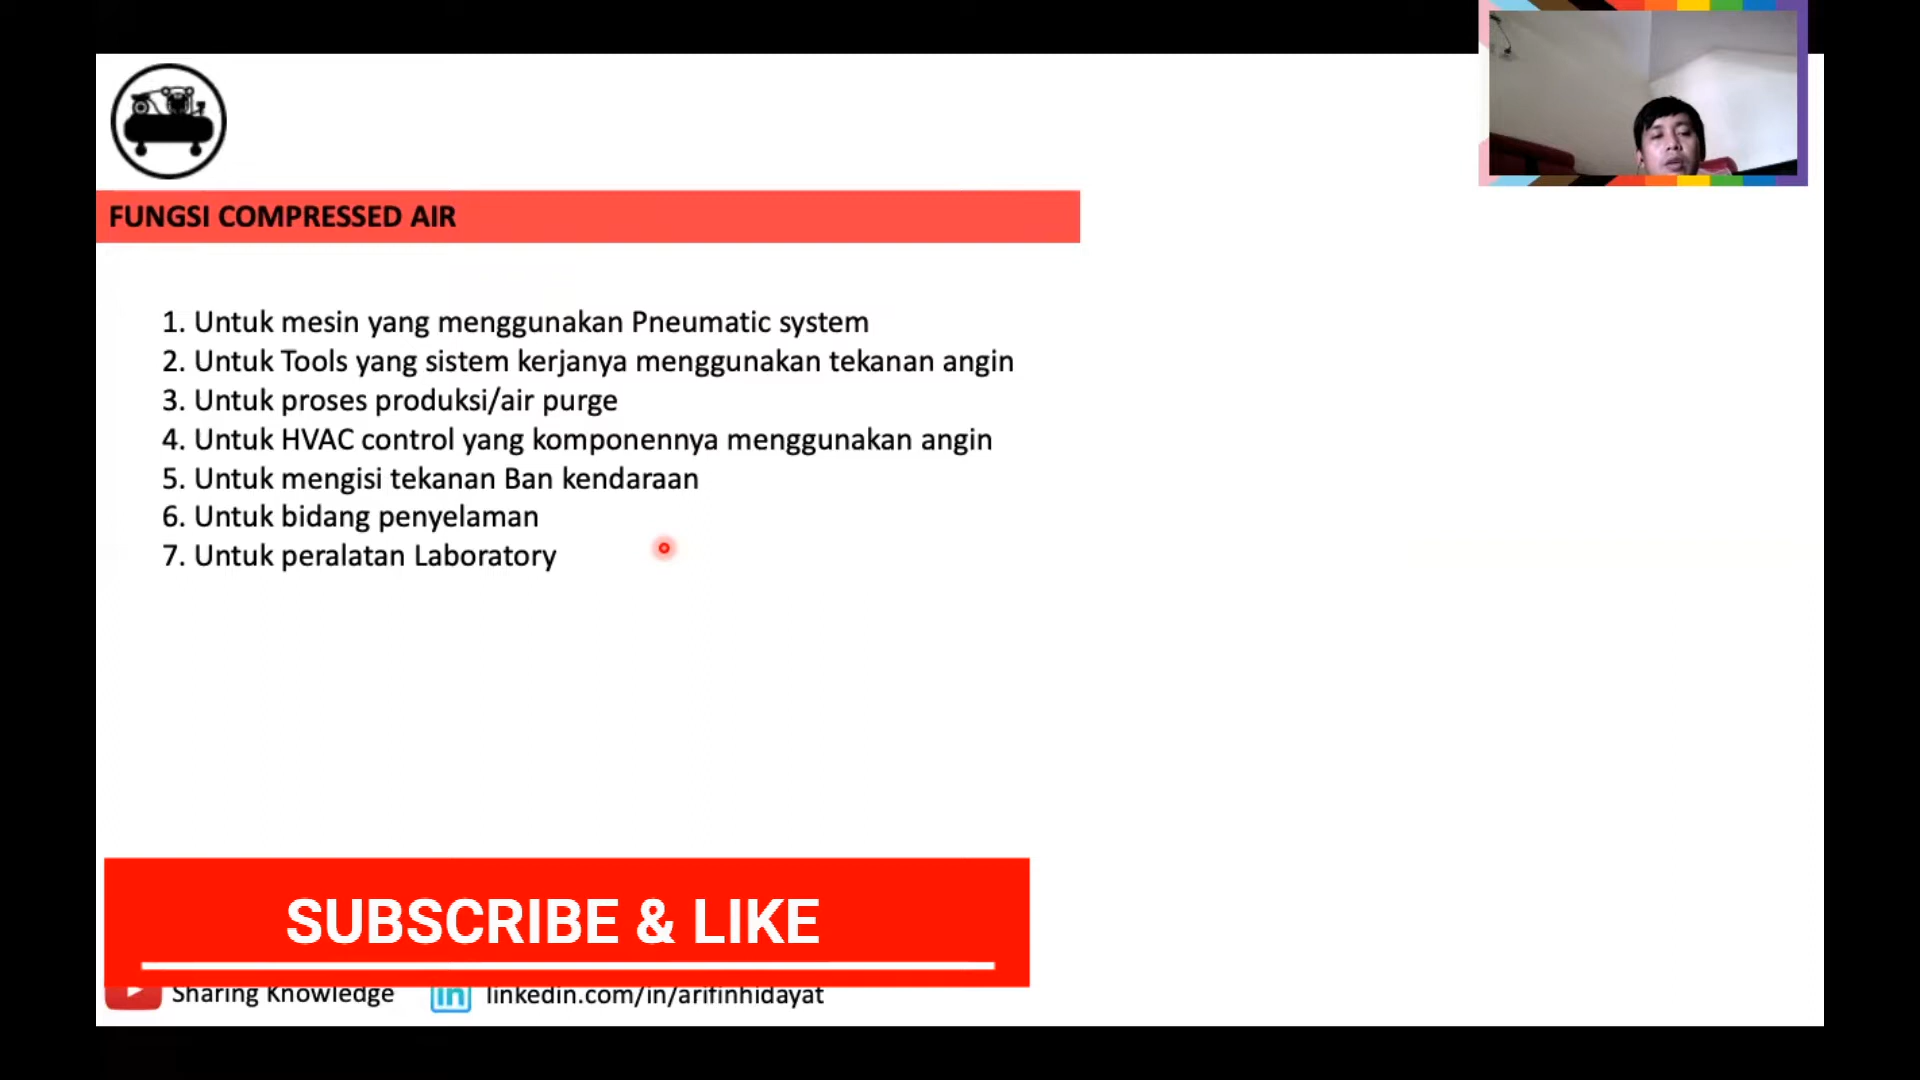 FUNGSI COMPRESSED AIR
1. Untuk mesin yang menggunakan Pneumatic system
2. Untuk Tools yang sistem kerjanya menggunakan tekanan angin
3. Untuk proses produksi/air purge
4. Untuk HVAC control yang komponennya menggunakan angin
5. Untuk mengisi tekanan Ban kendaraan
6. Untuk bidang penyelaman
7. Untuk peralatan Laboratory
SUBSCRIBE & LIKE
Sharing Knowledge in linkedin.com/in/arifinhidayat